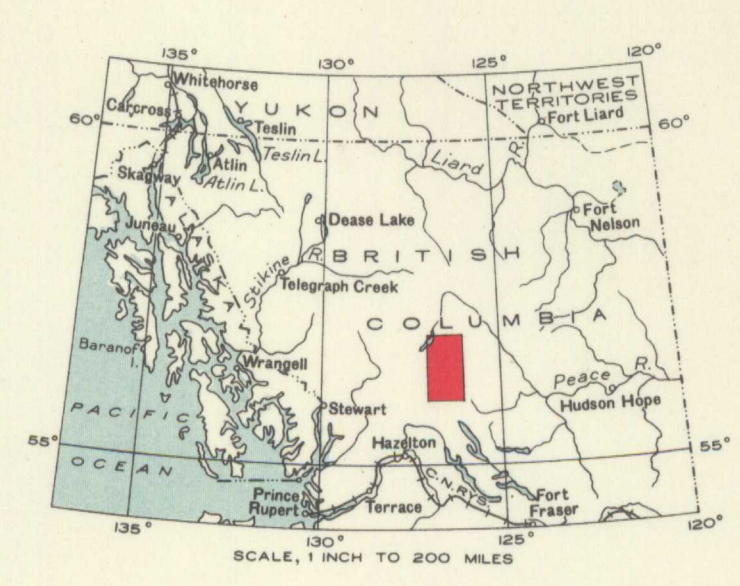 135°
130°
125°
120°
Whitehorse
Carcross
YUKON
NORTHWEST
TERRITORIES
Fort Liard
60°
Teslin
60°
Teslin L.
Liard
R.
Skagway
Atlin
Atlin L.
Juneau
Dease Lake
Fort
Nelson
BRITISH
Stikine
R.
Telegraph Creek
COLUMBIA
Baranof
I.
Wrangell
Peace R.
Hudson Hope
PACIFIC
Stewart
55°
Hazelton
55°
OCEAN
C.N.RYS.
Prince
Rupert
Terrace
Fort
Fraser
135°
130°
125°
120°
SCALE, 1 INCH TO 200 MILES